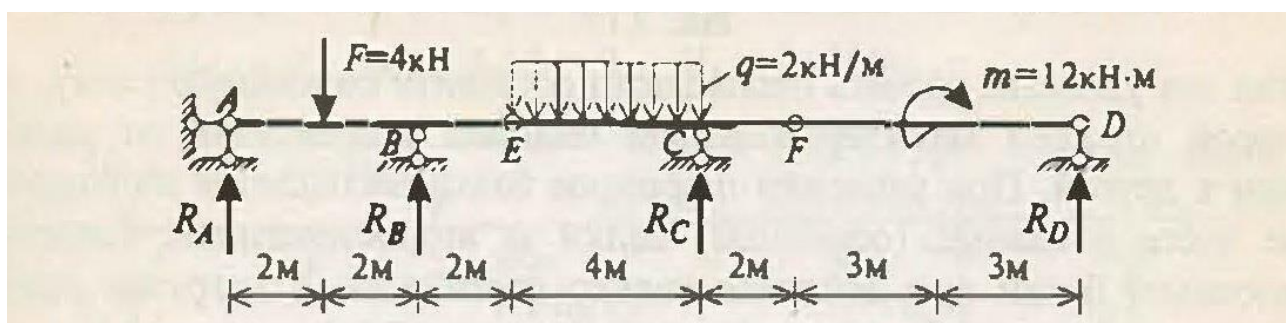 F=4кН
q=2кН/м
m=12кН·м
A
B
E
C
F
D
R_A
R_B
R_C
R_D
2м 2м 2м 4м 2м 3м 3м